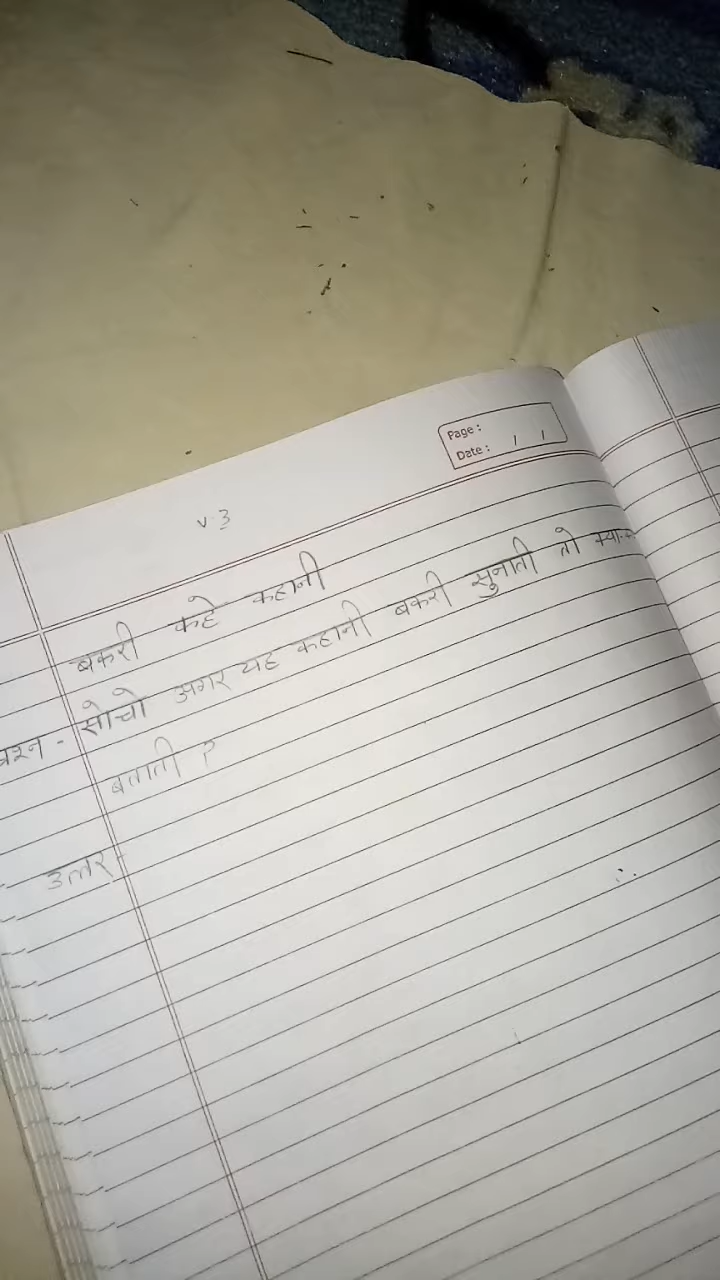 Page:
Date: / /
v.3
बकरी कहे कहानी
प्रश्न - सोचो अगर यह कहानी बकरी सुनाती तो क्या-
बताती ?
उत्तर -